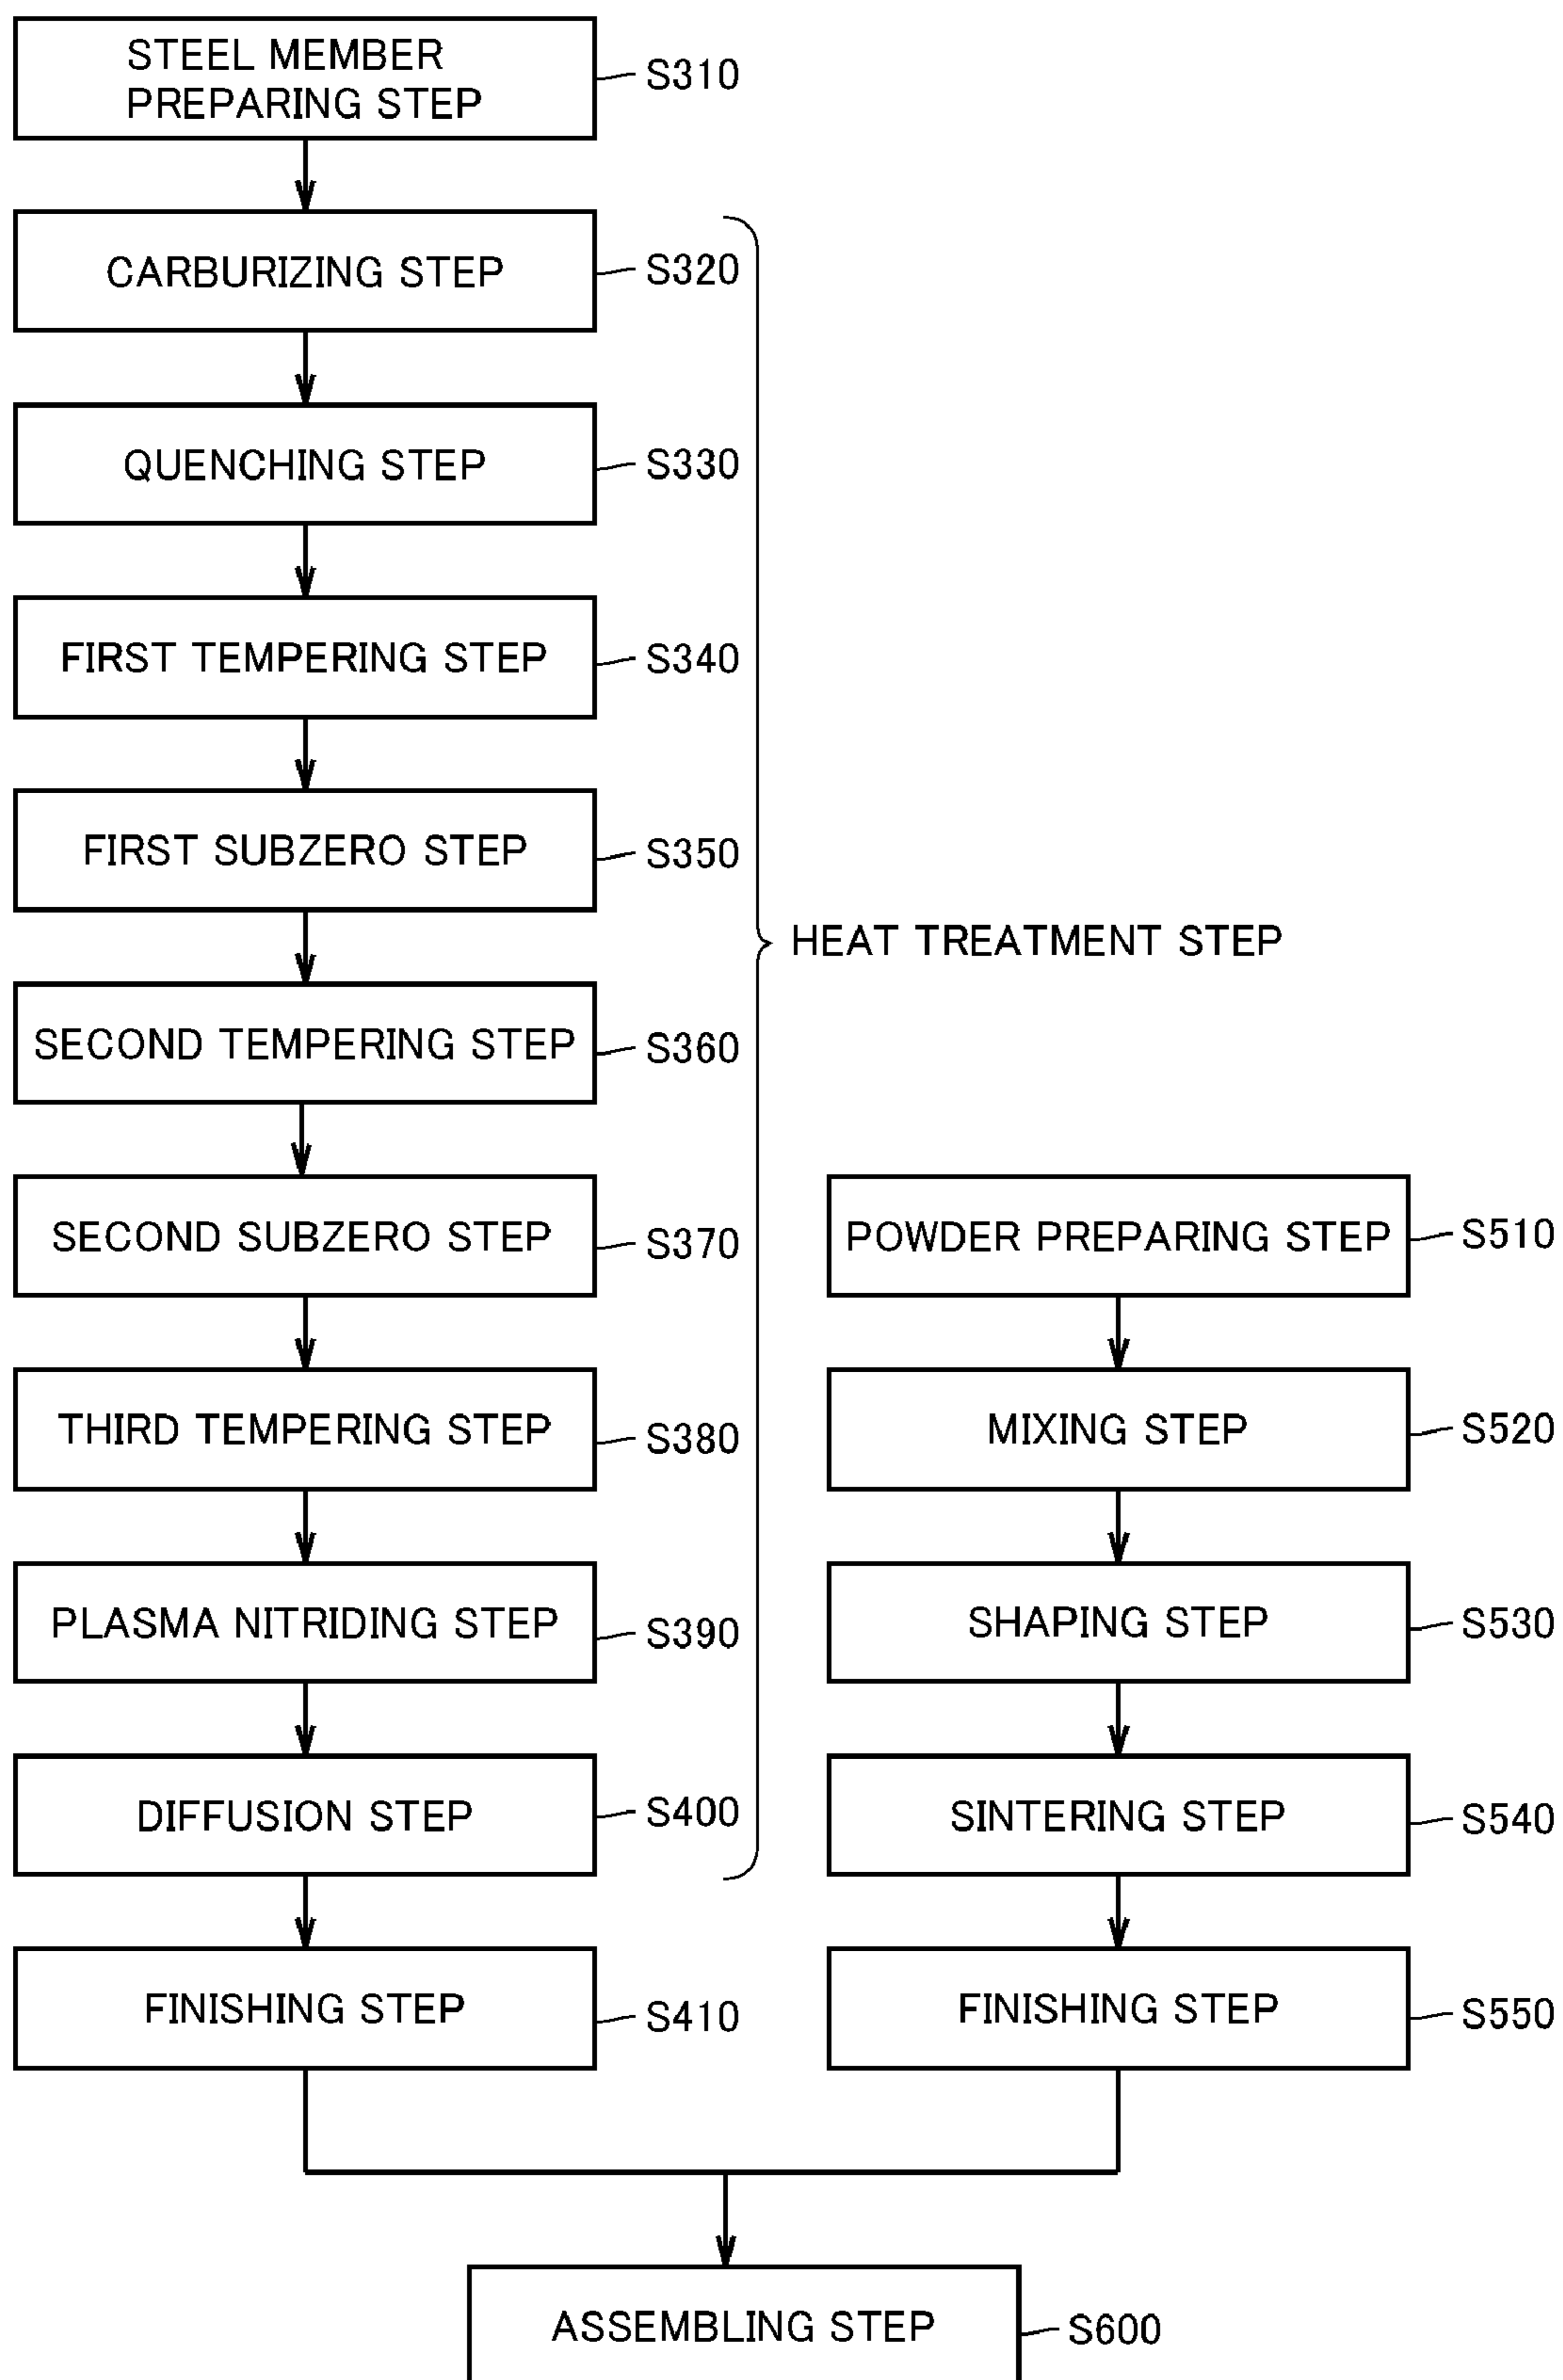 STEEL MEMBER
PREPARING STEP
S310
CARBURIZING STEP
S320
QUENCHING STEP
S330
FIRST TEMPERING STEP
S340
FIRST SUBZERO STEP
S350
HEAT TREATMENT STEP
SECOND TEMPERING STEP
S360
SECOND SUBZERO STEP
S370
THIRD TEMPERING STEP
S380
PLASMA NITRIDING STEP
S390
DIFFUSION STEP
S400
FINISHING STEP
S410
POWDER PREPARING STEP
S510
MIXING STEP
S520
SHAPING STEP
S530
SINTERING STEP
S540
FINISHING STEP
S550
ASSEMBLING STEP
S600